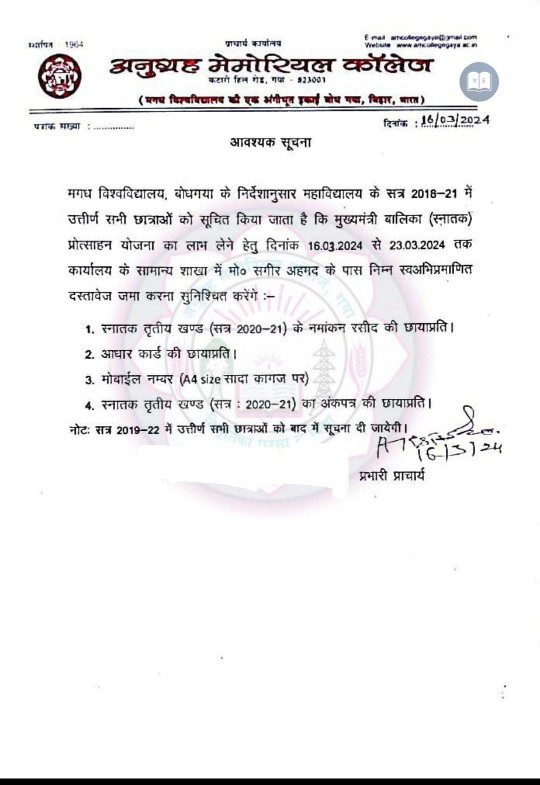 स्थापित - 1964
प्राचार्य कार्यालय
E-mail amcollegegaya@gmail.com
Website www.amcollegegaya.ac.in
अनुग्रह मेमोरियल कॉलेज
कटारी हिल रोड, गया - 823001
(मगध विश्वविद्यालय की एक अंगीभूत इकाई बोध गया, बिहार, भारत)
पत्रांक संख्या : ..............
दिनांक : 16/03/2024
आवश्यक सूचना
मगध विश्वविद्यालय, बोधगया के निर्देशानुसार महाविद्यालय के सत्र 2018-21 में
उत्तीर्ण सभी छात्राओं को सूचित किया जाता है कि मुख्यमंत्री बालिका (स्नातक)
प्रोत्साहन योजना का लाभ लेने हेतु दिनांक 16.03.2024 से 23.03.2024 तक
कार्यालय के सामान्य शाखा में मो० सगीर अहमद के पास निम्न स्वअभिप्रमाणित
दस्तावेज जमा करना सुनिश्चित करेंगे :–
1. स्नातक तृतीय खण्ड (सत्र 2020-21) के नमांकन रसीद की छायाप्रति।
2. आधार कार्ड की छायाप्रति।
3. मोबाईल नम्बर (A4 size सादा कागज पर)
4. स्नातक तृतीय खण्ड (सत्र : 2020-21) का अंकपत्र की छायाप्रति।
नोटः सत्र 2019-22 में उत्तीर्ण सभी छात्राओं को बाद में सूचना दी जायेगी।
16/3/24
प्रभारी प्राचार्य